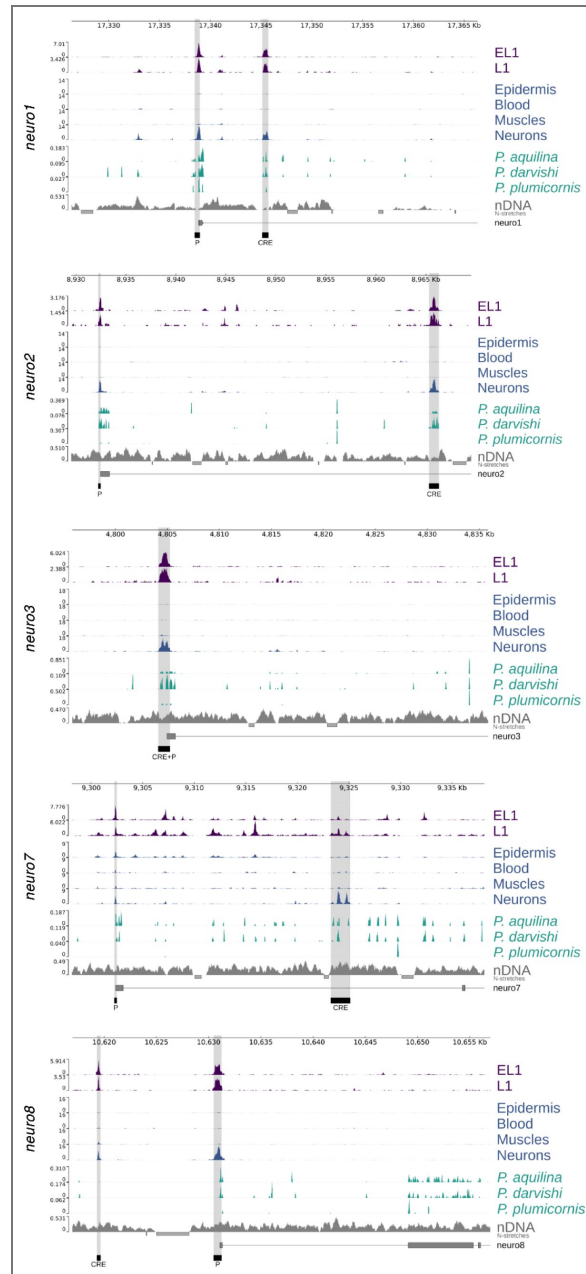 17,330 17,340 17,345 17,350 17,355 17,360 17,365 Kb
7.01
0
EL1
3.426
0
L1
14
Epidermis
0
14
Blood
0
14
Muscles
0
14
Neurons
0
neuro1
0.183
P. aquilina
0
0.095
P. darvishi
0
0.627
P. plumicornis
0
0.531
nDNA
0
N-stretches
neuro1
P CRE
8,930 8,935 8,940 8,945 8,950 8,955 8,960 8,965 Kb
3.176
0
EL1
1.454
0
L1
14
Epidermis
0
14
Blood
0
14
Muscles
0
14
Neurons
0
neuro2
0.369
P. aquilina
0
0.076
P. darvishi
0
0.367
P. plumicornis
0
0.510
nDNA
0
N-stretches
neuro2
P CRE
4,800 4,805 4,810 4,815 4,820 4,825 4,830 4,835 Kb
6.024
0
EL1
2.388
0
L1
18
Epidermis
0
18
Blood
0
18
Muscles
0
18
Neurons
0
neuro3
0.851
P. aquilina
0
0.109
P. darvishi
0
0.502
P. plumicornis
0
0.470
nDNA
0
N-stretches
neuro3
CRE+P
9,300 9,305 9,310 9,315 9,320 9,325 9,330 9,335 Kb
7.776
0
EL1
6.022
0
L1
9
Epidermis
0
9
Blood
0
9
Muscles
0
9
Neurons
0
neuro7
0.187
P. aquilina
0
0.119
P. darvishi
0
0.040
P. plumicornis
0
0.49
nDNA
0
N-stretches
neuro7
P CRE
10,620 10,625 10,630 10,635 10,640 10,645 10,650 10,655 Kb
5.914
0
EL1
3.53
0
L1
16
Epidermis
0
16
Blood
0
16
Muscles
0
16
Neurons
0
neuro8
0.310
P. aquilina
0
0.174
P. darvishi
0
0.062
P. plumicornis
0
0.531
nDNA
0
N-stretches
neuro8
CRE P